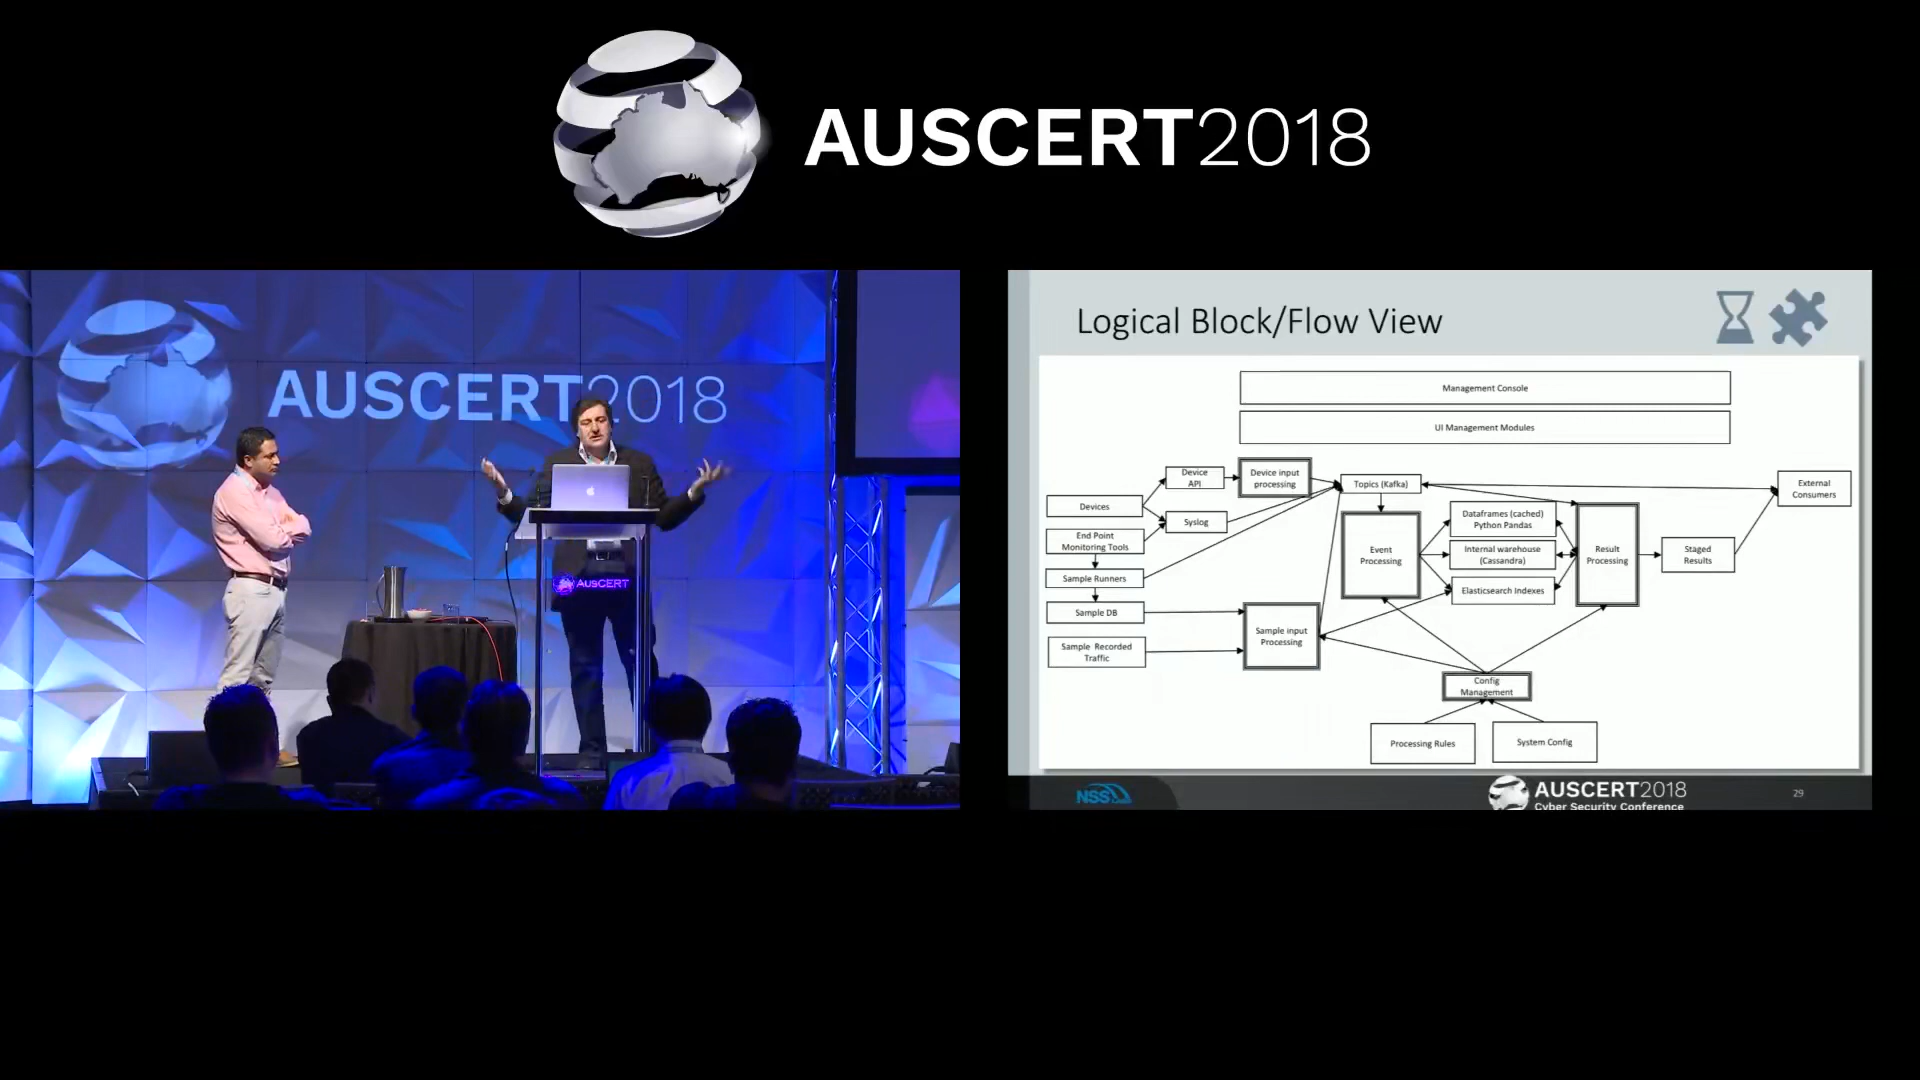 AUSCERT2018
AUSCERT2018
AUSCERT
Logical Block/Flow View
Management Console
UI Management Modules
Device
API
Device input
processing
Topics (Kafka)
External
Consumers
Devices
Syslog
Dataframes (cached)
Python Pandas
End Point
Monitoring Tools
Event
Processing
Internal warehouse
(Cassandra)
Result
Processing
Staged
Results
Sample Runners
Elasticsearch Indexes
Sample DB
Sample input
Processing
Sample Recorded
Traffic
Config
Management
Processing Rules
System Config
NSS
AUSCERT2018
Cyber Security Conference
29